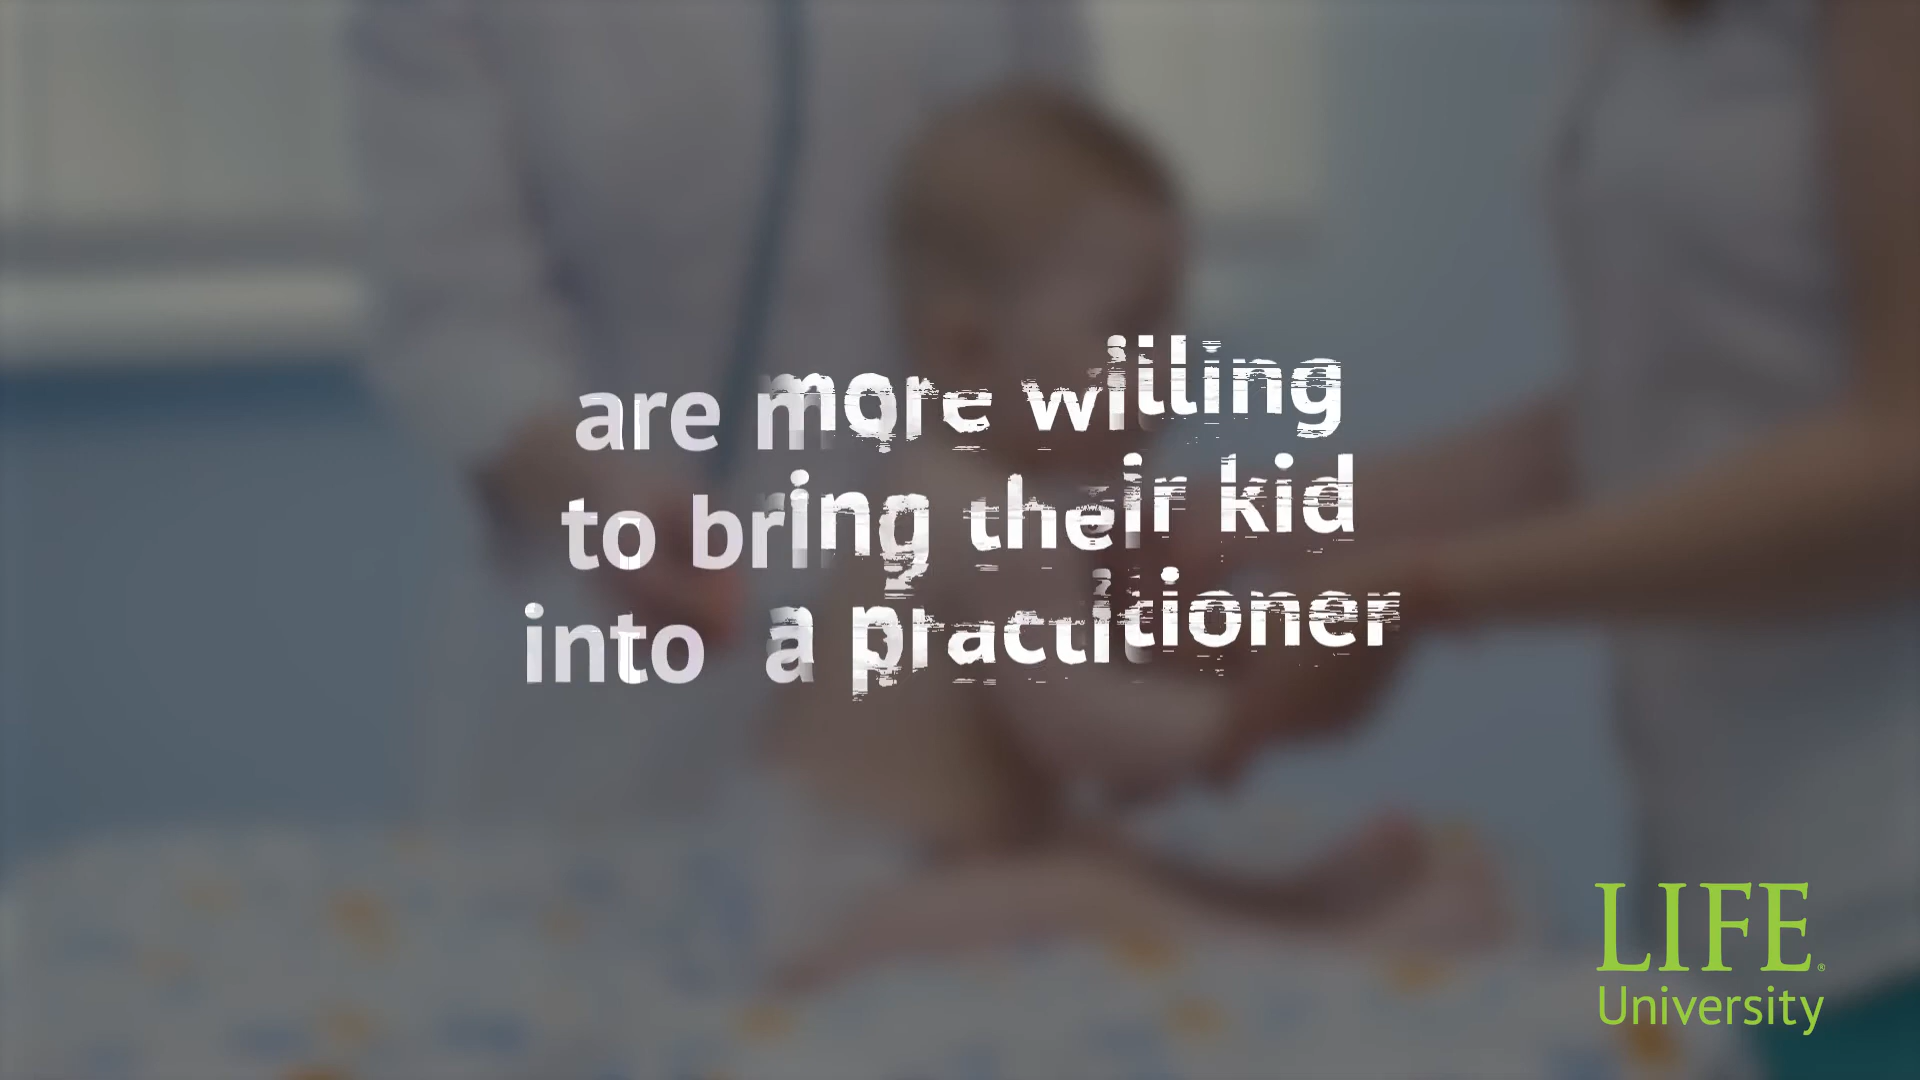 are more willing
to bring their kid
into a practitioner
LIFE®
University